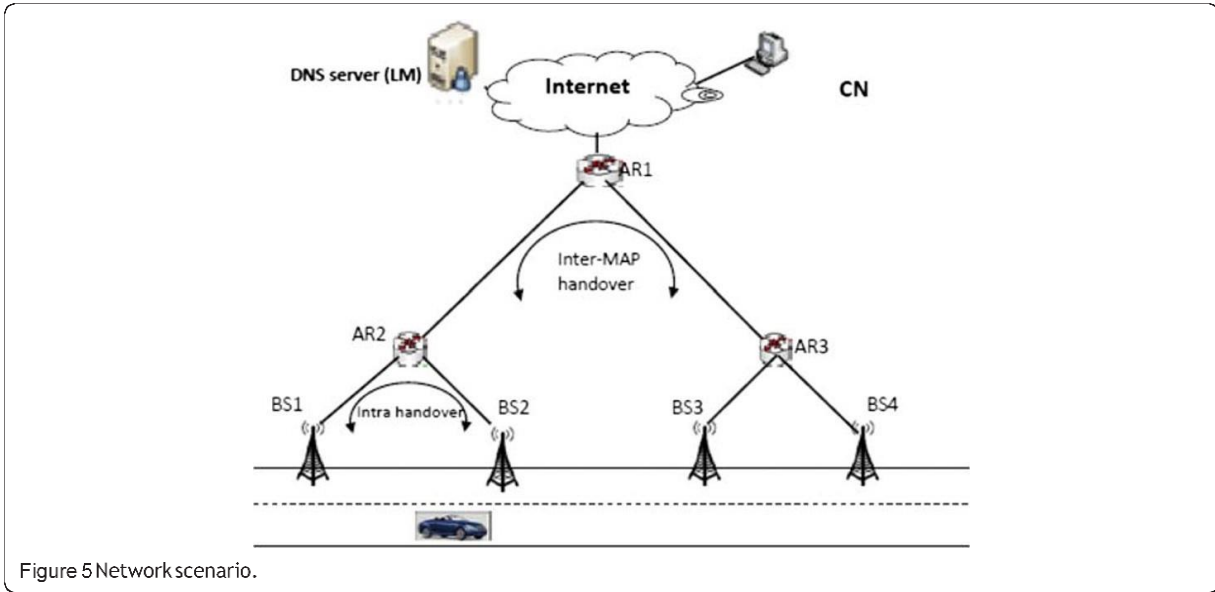 DNS server (LM)
Internet
CN
AR1
Inter-MAP
handover
AR2
AR3
BS1
Intra handover
BS2
BS3
BS4
Figure 5 Network scenario.